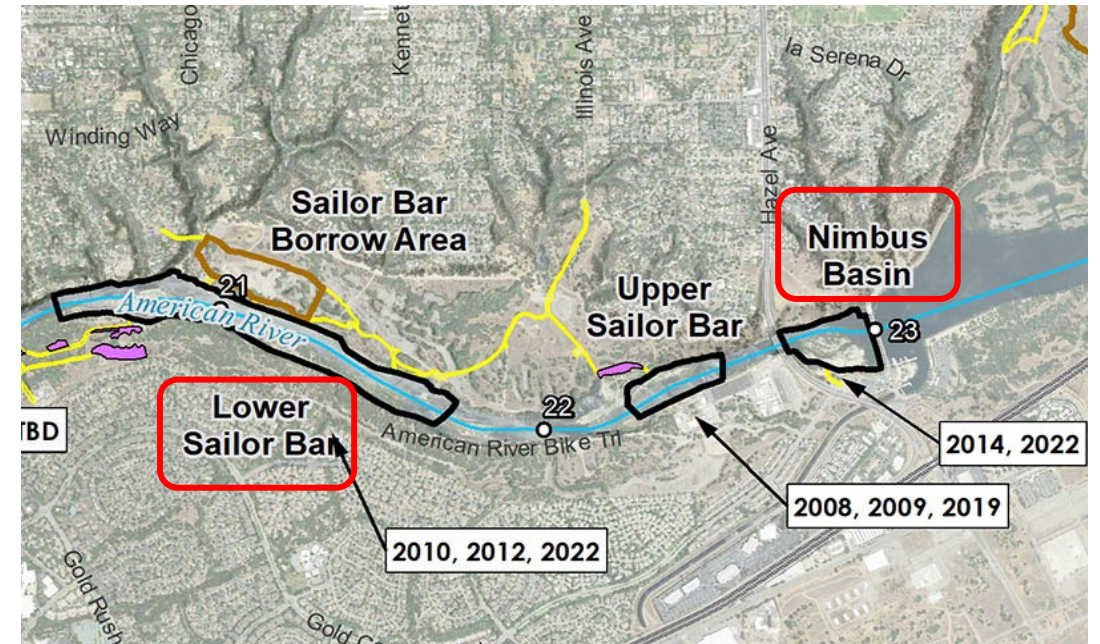 Chicago
Kennet
Illinois Ave
la Serena Dr
Winding Way
Hazel Ave
Sailor Bar
Borrow Area
Nimbus
Basin
21
American River
Upper
Sailor Bar
23
Lower
Sailor Bar
22
TBD
American River Bike Trl
2014, 2022
2008, 2009, 2019
2010, 2012, 2022
Gold Rush